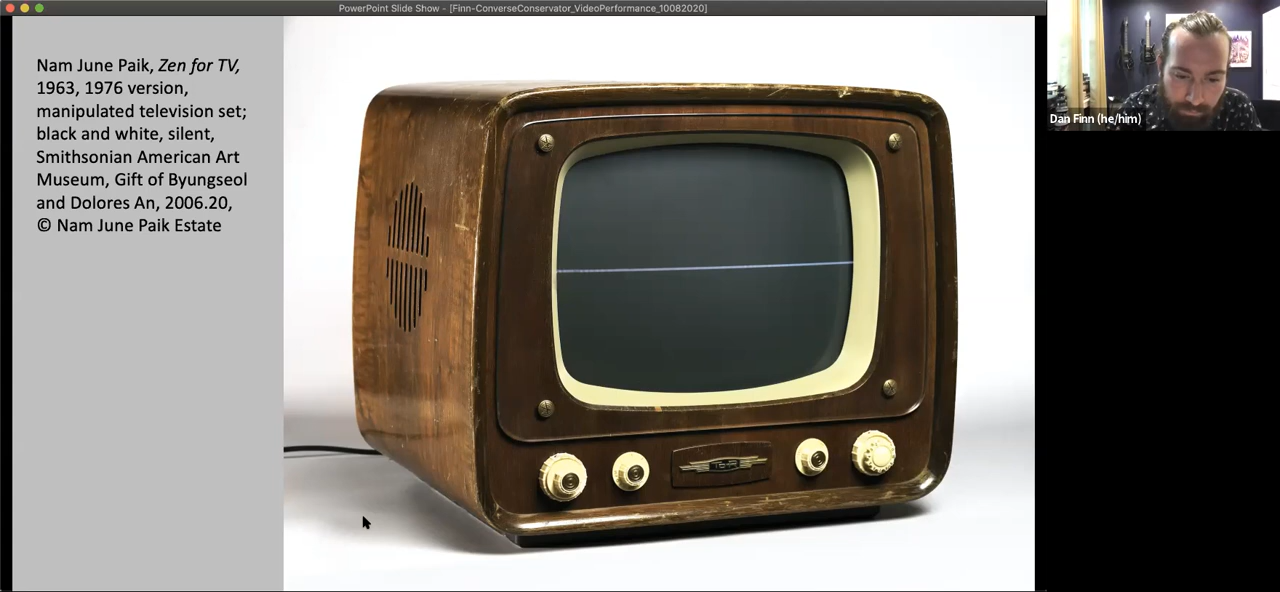 PowerPoint Slide Show - [Finn-ConverseConservator_VideoPerformance_10082020]
Nam June Paik, Zen for TV,
1963, 1976 version,
manipulated television set;
black and white, silent,
Smithsonian American Art
Museum, Gift of Byungseol
and Dolores An, 2006.20,
© Nam June Paik Estate
Dan Finn (he/him)